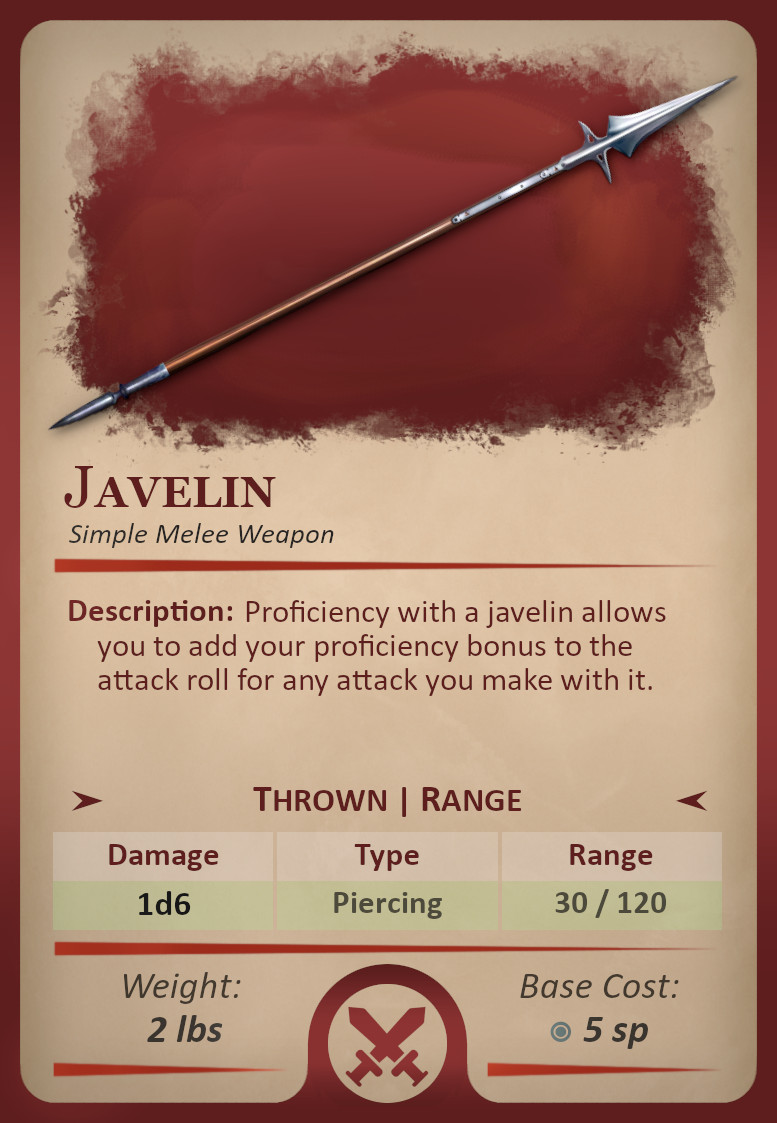 Javelin
Simple Melee Weapon
Description: Proficiency with a javelin allows
you to add your proficiency bonus to the
attack roll for any attack you make with it.
Thrown | Range
Damage Type Range
1d6 Piercing 30 / 120
Weight: Base Cost:
2 lbs 5 sp